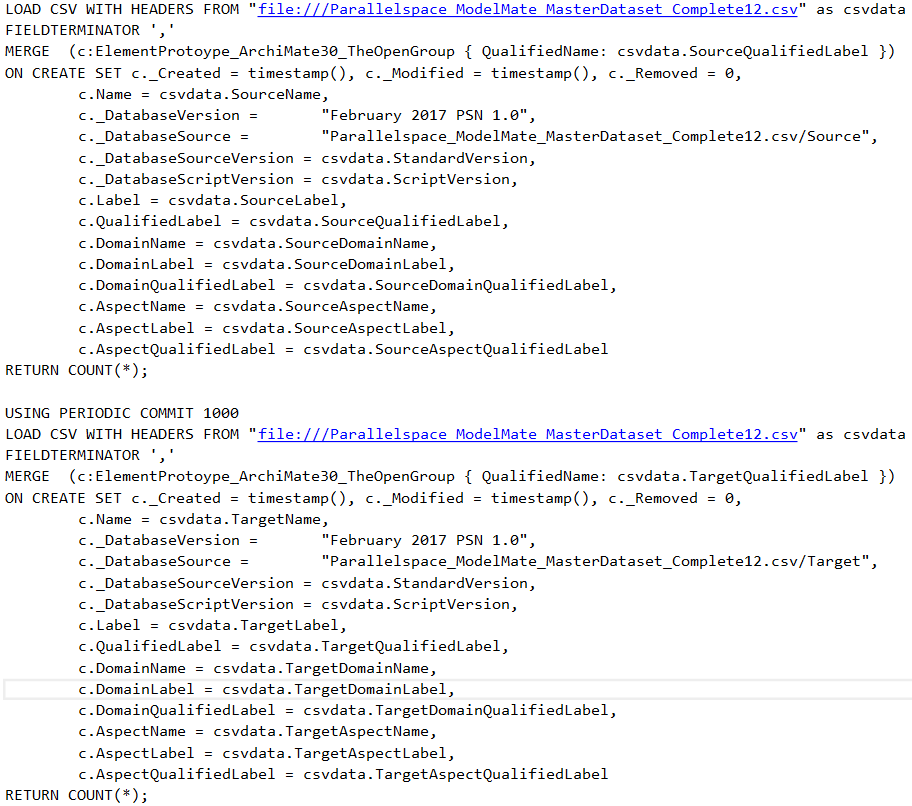 LOAD CSV WITH HEADERS FROM "file:///Parallelspace_ModelMate_MasterDataset_Complete12.csv" as csvdata
FIELDTERMINATOR ','
MERGE  (c:ElementProtoype_ArchiMate30_TheOpenGroup { QualifiedName: csvdata.SourceQualifiedLabel })
ON CREATE SET c._Created = timestamp(), c._Modified = timestamp(), c._Removed = 0,
        c.Name = csvdata.SourceName,
        c._DatabaseVersion =       "February 2017 PSN 1.0",
        c._DatabaseSource =        "Parallelspace_ModelMate_MasterDataset_Complete12.csv/Source",
        c._DatabaseSourceVersion = csvdata.StandardVersion,
        c._DatabaseScriptVersion = csvdata.ScriptVersion,
        c.Label = csvdata.SourceLabel,
        c.QualifiedLabel = csvdata.SourceQualifiedLabel,
        c.DomainName = csvdata.SourceDomainName,
        c.DomainLabel = csvdata.SourceDomainLabel,
        c.DomainQualifiedLabel = csvdata.SourceDomainQualifiedLabel,
        c.AspectName = csvdata.SourceAspectName,
        c.AspectLabel = csvdata.SourceAspectLabel,
        c.AspectQualifiedLabel = csvdata.SourceAspectQualifiedLabel
RETURN COUNT(*);

USING PERIODIC COMMIT 1000
LOAD CSV WITH HEADERS FROM "file:///Parallelspace_ModelMate_MasterDataset_Complete12.csv" as csvdata
FIELDTERMINATOR ','
MERGE  (c:ElementProtoype_ArchiMate30_TheOpenGroup { QualifiedName: csvdata.TargetQualifiedLabel })
ON CREATE SET c._Created = timestamp(), c._Modified = timestamp(), c._Removed = 0,
        c.Name = csvdata.TargetName,
        c._DatabaseVersion =       "February 2017 PSN 1.0",
        c._DatabaseSource =        "Parallelspace_ModelMate_MasterDataset_Complete12.csv/Target",
        c._DatabaseSourceVersion = csvdata.StandardVersion,
        c._DatabaseScriptVersion = csvdata.ScriptVersion,
        c.Label = csvdata.TargetLabel,
        c.QualifiedLabel = csvdata.TargetQualifiedLabel,
        c.DomainName = csvdata.TargetDomainName,
        c.DomainLabel = csvdata.TargetDomainLabel,
        c.DomainQualifiedLabel = csvdata.TargetDomainQualifiedLabel,
        c.AspectName = csvdata.TargetAspectName,
        c.AspectLabel = csvdata.TargetAspectLabel,
        c.AspectQualifiedLabel = csvdata.TargetAspectQualifiedLabel
RETURN COUNT(*);